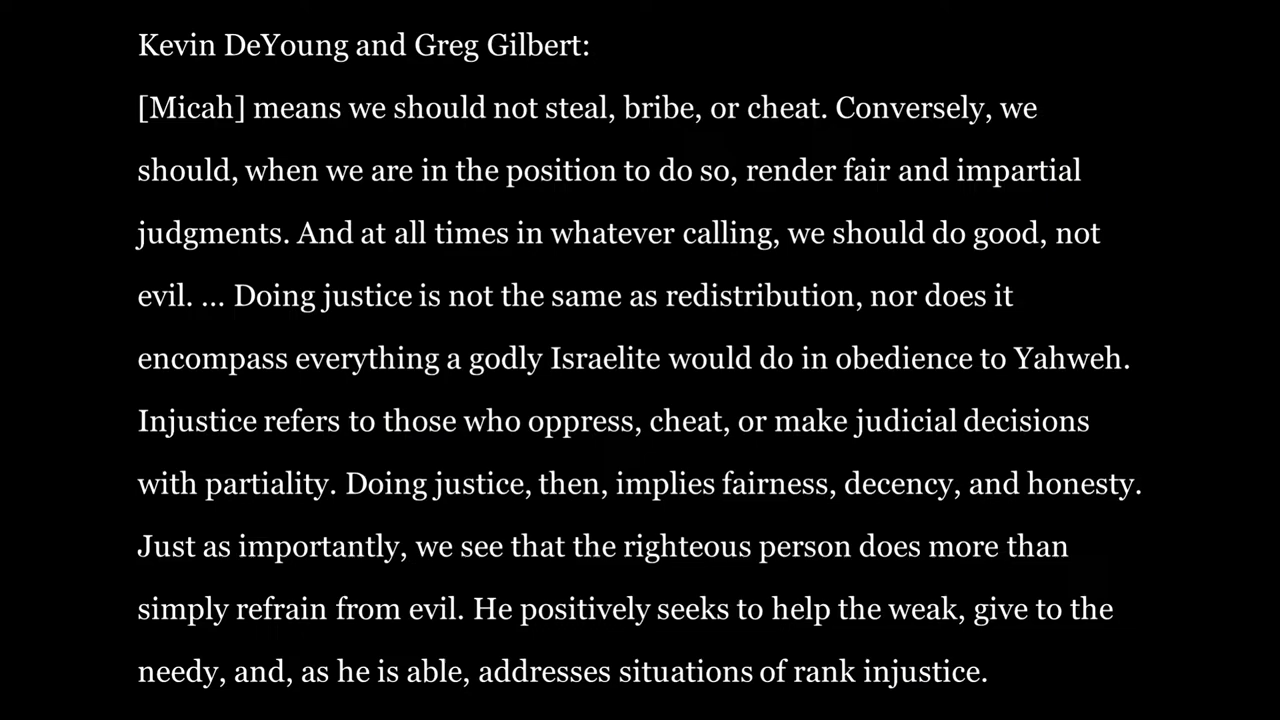 Kevin DeYoung and Greg Gilbert:
[Micah] means we should not steal, bribe, or cheat. Conversely, we
should, when we are in the position to do so, render fair and impartial
judgments. And at all times in whatever calling, we should do good, not
evil. ... Doing justice is not the same as redistribution, nor does it
encompass everything a godly Israelite would do in obedience to Yahweh.
Injustice refers to those who oppress, cheat, or make judicial decisions
with partiality. Doing justice, then, implies fairness, decency, and honesty.
Just as importantly, we see that the righteous person does more than
simply refrain from evil. He positively seeks to help the weak, give to the
needy, and, as he is able, addresses situations of rank injustice.